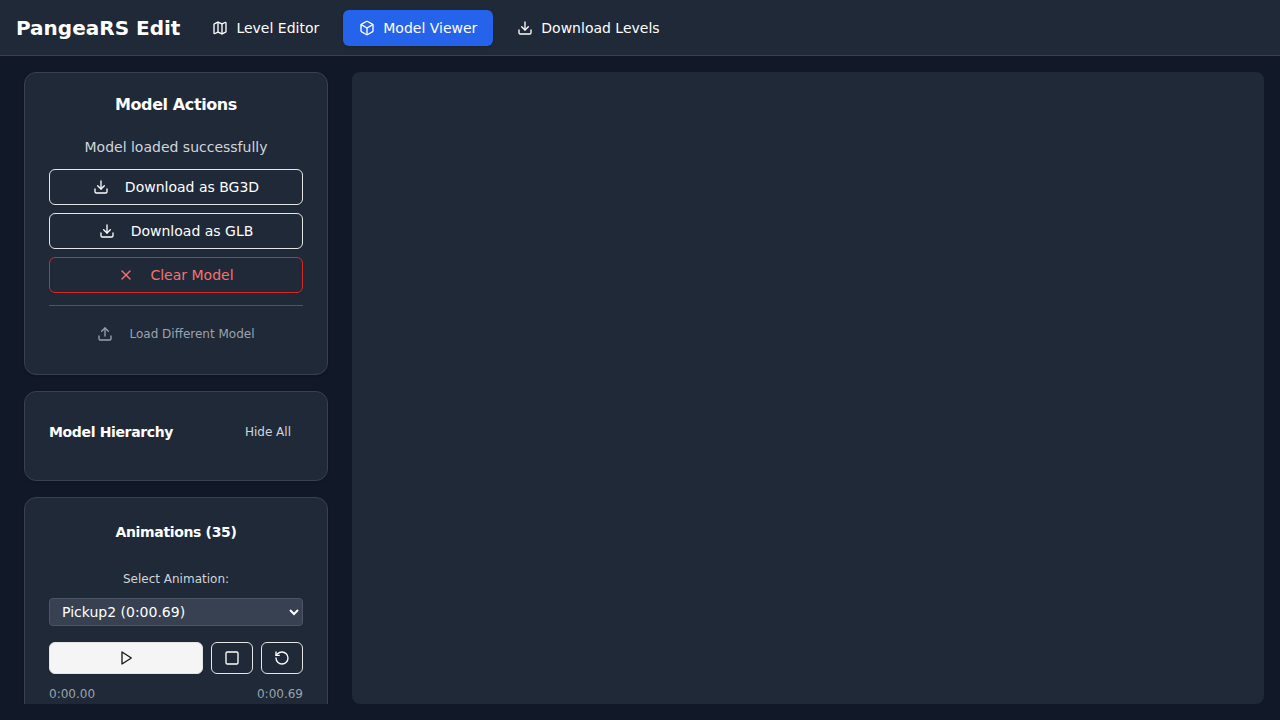 PangeaRS Edit
Level Editor
Model Viewer
Download Levels
Model Actions
Model loaded successfully
Download as BG3D
Download as GLB
Clear Model
Load Different Model
Model Hierarchy
Hide All
Animations (35)
Select Animation:
Pickup2 (0:00.69)
0:00.00
0:00.69